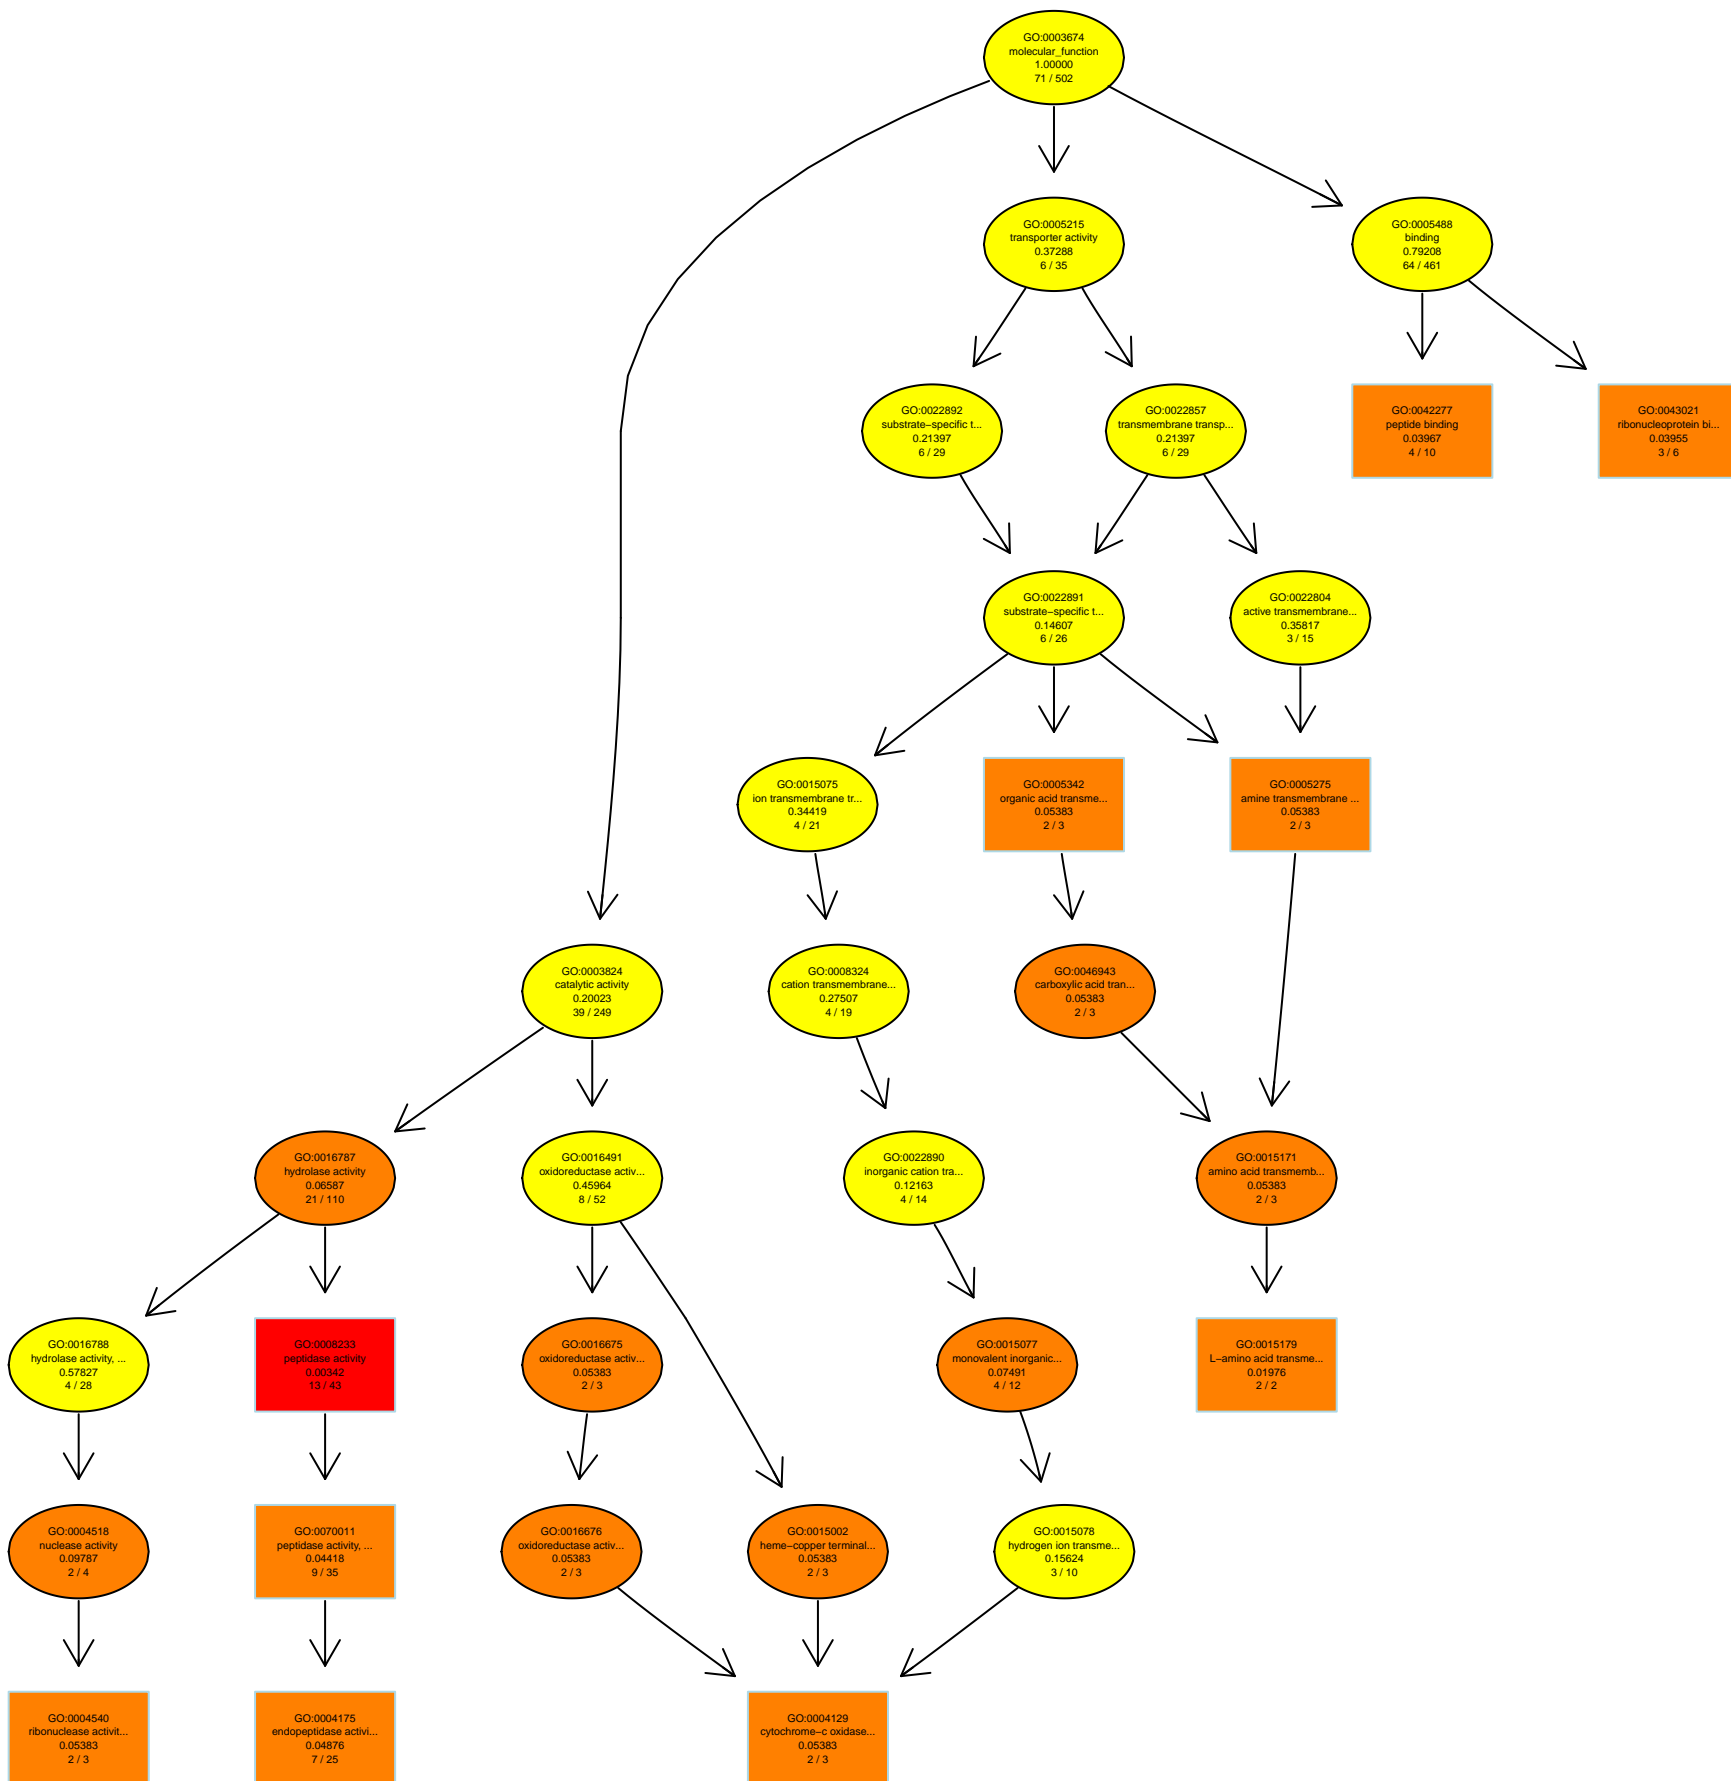 GO:0003674
molecular_function
1.00000
71 / 502
GO:0005215
transporter activity
0.37288
6 / 35
GO:0005488
binding
0.79208
64 / 461
GO:0022892
substrate−specific t...
0.21397
6 / 29
GO:0022857
transmembrane transp...
0.21397
6 / 29
GO:0042277
peptide binding
0.03967
4 / 10
GO:0043021
ribonucleoprotein bi...
0.03955
3 / 6
GO:0022891
substrate−specific t...
0.14607
6 / 26
GO:0022804
active transmembrane...
0.35817
3 / 15
GO:0015075
ion transmembrane tr...
0.34419
4 / 21
GO:0005342
organic acid transme...
0.05383
2 / 3
GO:0005275
amine transmembrane ...
0.05383
2 / 3
GO:0003824
catalytic activity
0.20023
39 / 249
GO:0008324
cation transmembrane...
0.27507
4 / 19
GO:0046943
carboxylic acid tran...
0.05383
2 / 3
GO:0016787
hydrolase activity
0.06587
21 / 110
GO:0016491
oxidoreductase activ...
0.45964
8 / 52
GO:0022890
inorganic cation tra...
0.12163
4 / 14
GO:0015171
amino acid transmemb...
0.05383
2 / 3
GO:0016788
hydrolase activity, ...
0.57827
4 / 28
GO:0008233
peptidase activity
0.00342
13 / 43
GO:0016675
oxidoreductase activ...
0.05383
2 / 3
GO:0015077
monovalent inorganic...
0.07491
4 / 12
GO:0015179
L−amino acid transme...
0.01976
2 / 2
GO:0004518
nuclease activity
0.09787
2 / 4
GO:0070011
peptidase activity, ...
0.04418
9 / 35
GO:0016676
oxidoreductase activ...
0.05383
2 / 3
GO:0015002
heme−copper terminal...
0.05383
2 / 3
GO:0015078
hydrogen ion transme...
0.15624
3 / 10
GO:0004540
ribonuclease activit...
0.05383
2 / 3
GO:0004175
endopeptidase activi...
0.04876
7 / 25
GO:0004129
cytochrome−c oxidase...
0.05383
2 / 3